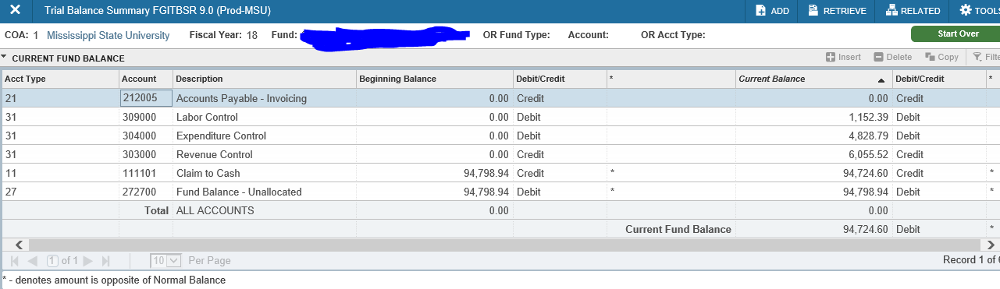 Trial Balance Summary FGITBSR 9.0 (Prod-MSU) ADD RETRIEVE RELATED TOOLS
COA: 1 Mississippi State University Fiscal Year: 18 Fund: OR Fund Type: Account: OR Acct Type: Start Over
CURRENT FUND BALANCE Insert Delete Copy Filte
Acct Type Account Description Beginning Balance Debit/Credit * Current Balance Debit/Credit *
21 212005 Accounts Payable - Invoicing 0.00 Credit 0.00 Credit
31 309000 Labor Control 0.00 Debit 1,152.39 Debit
31 304000 Expenditure Control 0.00 Debit 4,828.79 Debit
31 303000 Revenue Control 0.00 Credit 6,055.52 Credit
11 111101 Claim to Cash 94,798.94 Credit * 94,724.60 Credit *
27 272700 Fund Balance - Unallocated 94,798.94 Debit * 94,798.94 Debit *
Total ALL ACCOUNTS 0.00 0.00
Current Fund Balance 94,724.60 Debit *
1 of 1 10 Per Page Record 1 of 6
* - denotes amount is opposite of Normal Balance